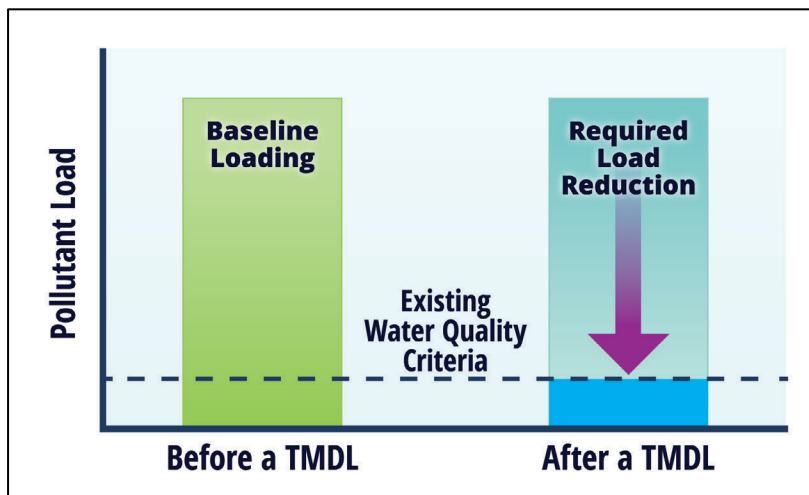 Pollutant Load
Baseline
Loading
Required
Load
Reduction
Existing
Water Quality
Criteria
Before a TMDL
After a TMDL